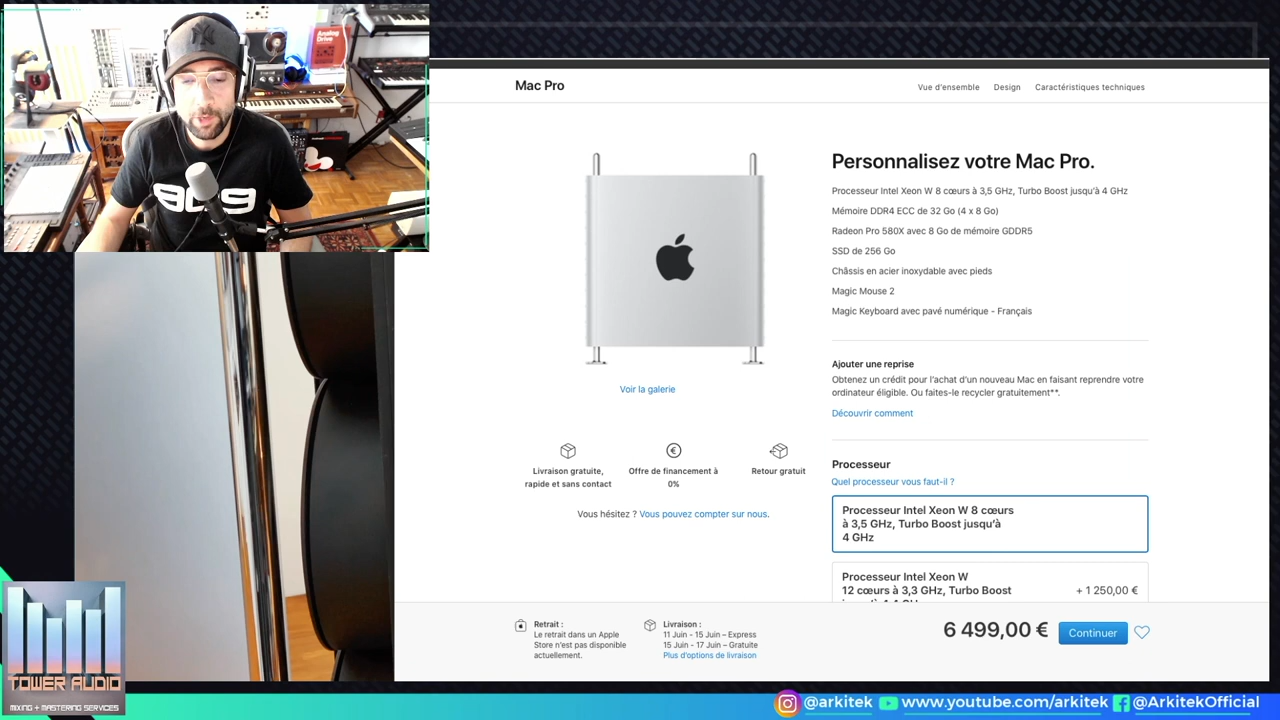 Analog
Drive
809
Mac Pro
Vue d'ensemble
Design
Caractéristiques techniques
Personnalisez votre Mac Pro.
Processeur Intel Xeon W 8 cœurs à 3,5 GHz, Turbo Boost jusqu'à 4 GHz
Mémoire DDR4 ECC de 32 Go (4 x 8 Go)
Radeon Pro 580X avec 8 Go de mémoire GDDR5
SSD de 256 Go
Châssis en acier inoxydable avec pieds
Magic Mouse 2
Magic Keyboard avec pavé numérique - Français
Voir la galerie
Livraison gratuite,
rapide et sans contact
Offre de financement à
0%
Retour gratuit
Vous hésitez ? Vous pouvez compter sur nous.
Ajouter une reprise
Obtenez un crédit pour l'achat d'un nouveau Mac en faisant reprendre votre
ordinateur éligible. Ou faites-le recycler gratuitement**.
Découvrir comment
Processeur
Quel processeur vous faut-il ?
Processeur Intel Xeon W 8 cœurs
à 3,5 GHz, Turbo Boost jusqu'à
4 GHz
Processeur Intel Xeon W
12 cœurs à 3,3 GHz, Turbo Boost
+ 1 250,00 €
Retrait :
Le retrait dans un Apple
Store n'est pas disponible
actuellement.
Livraison :
11 Juin - 15 Juin – Express
15 Juin - 17 Juin – Gratuite
Plus d'options de livraison
6 499,00 €
Continuer
TOWER AUDIO
MIXING + MASTERING SERVICES
@arkitek
www.youtube.com/arkitek
@ArkitekOfficial